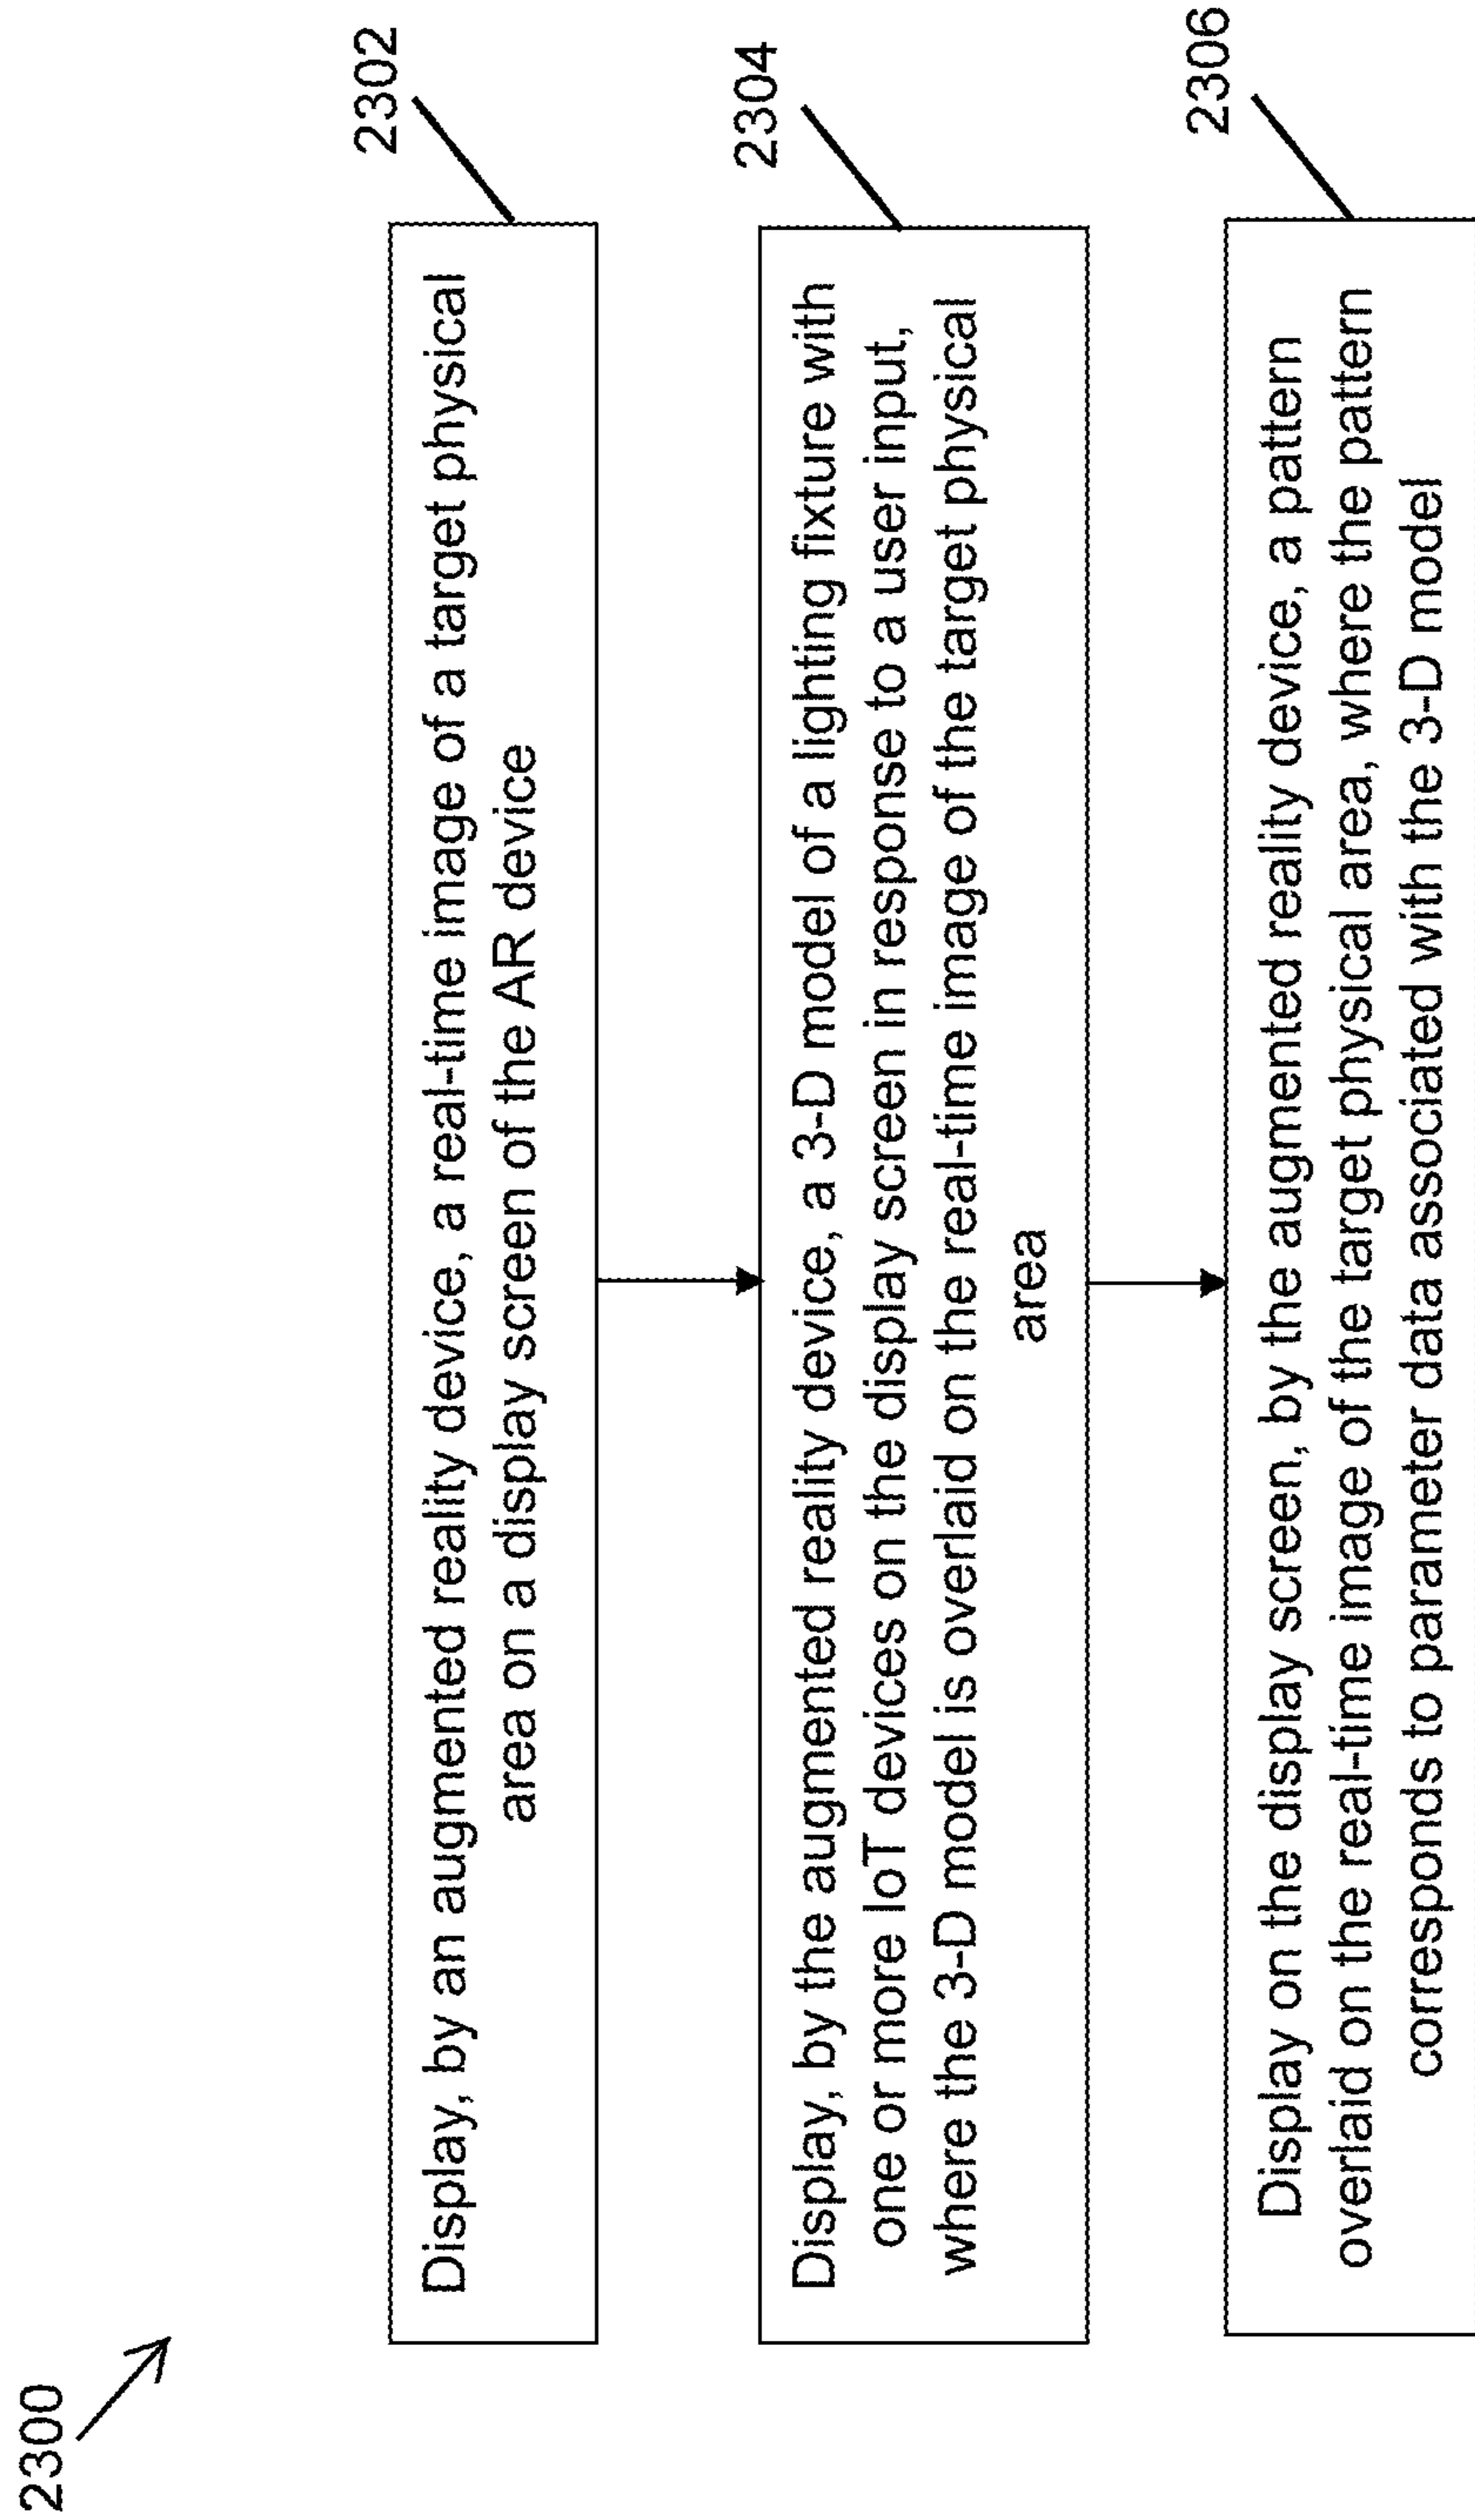 2300
2302
Display, by an augmented reality device, a real-time image of a target physical
area on a display screen of the AR device
2304
Display, by the augmented reality device, a 3-D model of a lighting fixture with
one or more IoT devices on the display screen in response to a user input,
where the 3-D model is overlaid on the real-time image of the target physical
area
2306
Display on the display screen, by the augmented reality device, a pattern
overlaid on the real-time image of the target physical area, where the pattern
corresponds to parameter data associated with the 3-D model